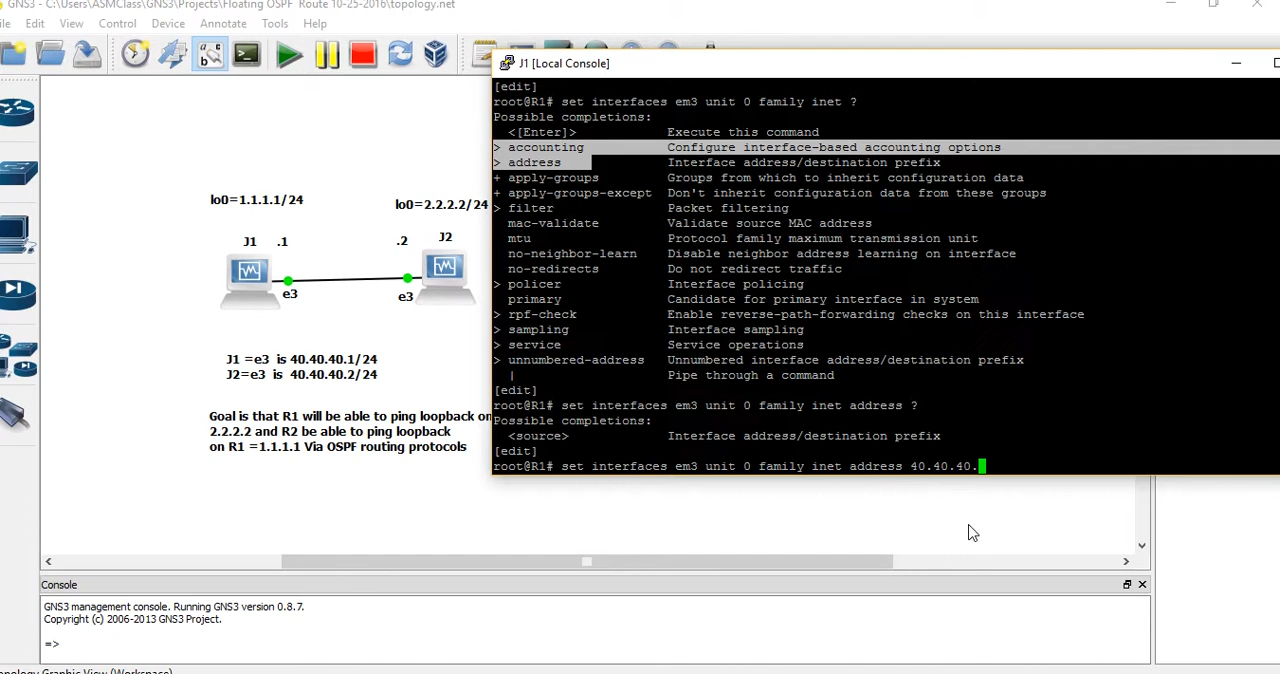 GNS3 - C:\Users\ASMClass\GNS3\Projects\Floating OSPF Route 10-25-2016\topology.net
ile Edit View Control Device Annotate Tools Help
lo0=1.1.1.1/24
lo0=2.2.2.2/24
J1 .1
.2 J2
e3
e3
J1 =e3 is 40.40.40.1/24
J2=e3 is 40.40.40.2/24
Goal is that R1 will be able to ping loopback on
2.2.2.2 and R2 be able to ping loopback
on R1 =1.1.1.1 Via OSPF routing protocols
J1 [Local Console]
[edit]
root@R1# set interfaces em3 unit 0 family inet ?
Possible completions:
<[Enter]> Execute this command
> accounting Configure interface-based accounting options
> address Interface address/destination prefix
+ apply-groups Groups from which to inherit configuration data
+ apply-groups-except Don't inherit configuration data from these groups
> filter Packet filtering
mac-validate Validate source MAC address
mtu Protocol family maximum transmission unit
no-neighbor-learn Disable neighbor address learning on interface
no-redirects Do not redirect traffic
> policer Interface policing
primary Candidate for primary interface in system
> rpf-check Enable reverse-path-forwarding checks on this interface
> sampling Interface sampling
> service Service operations
> unnumbered-address Unnumbered interface address/destination prefix
| Pipe through a command
[edit]
root@R1# set interfaces em3 unit 0 family inet address ?
Possible completions:
<source> Interface address/destination prefix
[edit]
root@R1# set interfaces em3 unit 0 family inet address 40.40.40.
Console
GNS3 management console. Running GNS3 version 0.8.7.
Copyright (c) 2006-2013 GNS3 Project.
=>
opology Graphic View (Workspace)